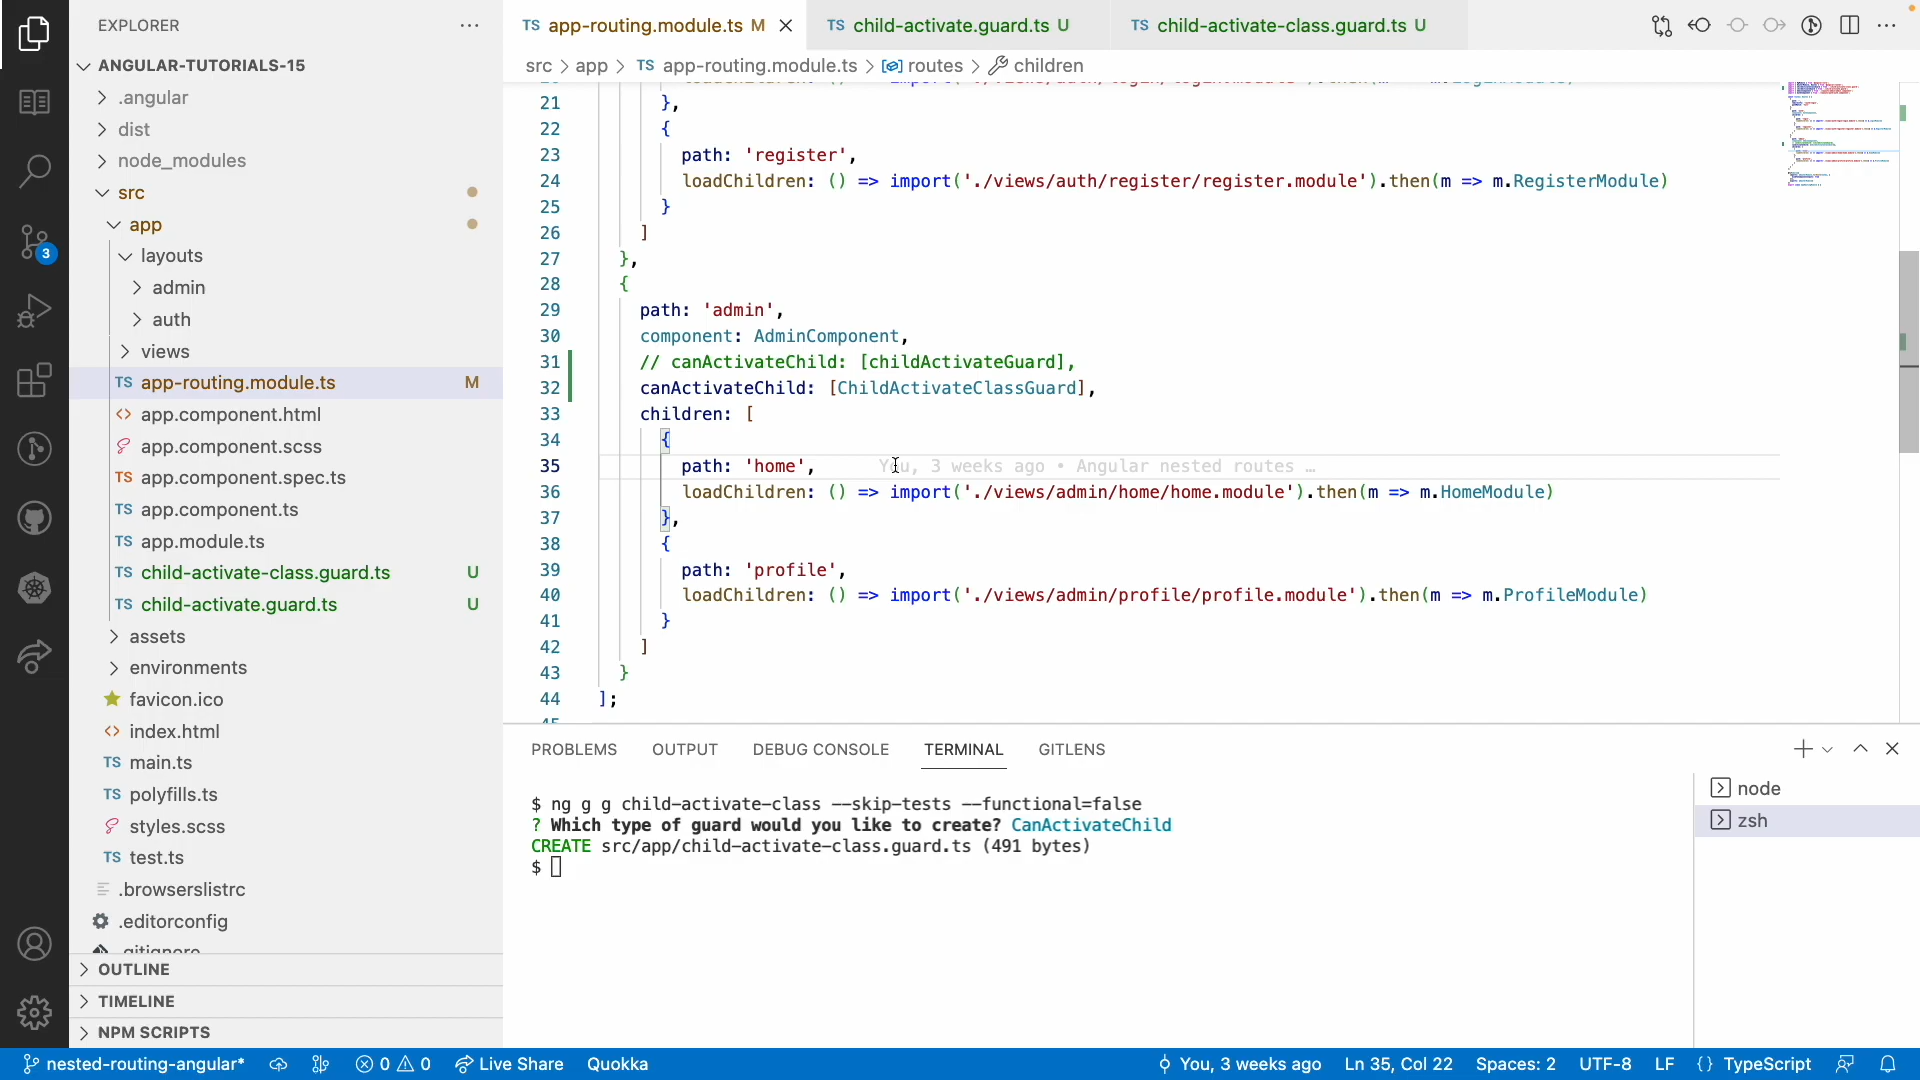 EXPLORER
ANGULAR-TUTORIALS-15
.angular
dist
node_modules
src
app
layouts
admin
auth
views
TS app-routing.module.ts M
<> app.component.html
app.component.scss
TS app.component.spec.ts
TS app.component.ts
TS app.module.ts
TS child-activate-class.guard.ts U
TS child-activate.guard.ts U
assets
environments
favicon.ico
<> index.html
TS main.ts
TS polyfills.ts
styles.scss
TS test.ts
.browserslistrc
.editorconfig
.gitignore
OUTLINE
TIMELINE
NPM SCRIPTS
3
TS app-routing.module.ts M
TS child-activate.guard.ts U
TS child-activate-class.guard.ts U
src > app > TS app-routing.module.ts > routes > children
21 },
22 {
23 path: 'register',
24 loadChildren: () => import('./views/auth/register/register.module').then(m => m.RegisterModule)
25 }
26 ]
27 },
28 {
29 path: 'admin',
30 component: AdminComponent,
31 // canActivateChild: [childActivateGuard],
32 canActivateChild: [ChildActivateClassGuard],
33 children: [
34 {
35 path: 'home', You, 3 weeks ago • Angular nested routes …
36 loadChildren: () => import('./views/admin/home/home.module').then(m => m.HomeModule)
37 },
38 {
39 path: 'profile',
40 loadChildren: () => import('./views/admin/profile/profile.module').then(m => m.ProfileModule)
41 }
42 ]
43 }
44 ];
PROBLEMS OUTPUT DEBUG CONSOLE TERMINAL GITLENS
$ ng g g child-activate-class --skip-tests --functional=false
? Which type of guard would you like to create? CanActivateChild
CREATE src/app/child-activate-class.guard.ts (491 bytes)
$
node
zsh
nested-routing-angular* 0 0 Live Share Quokka You, 3 weeks ago Ln 35, Col 22 Spaces: 2 UTF-8 LF {} TypeScript